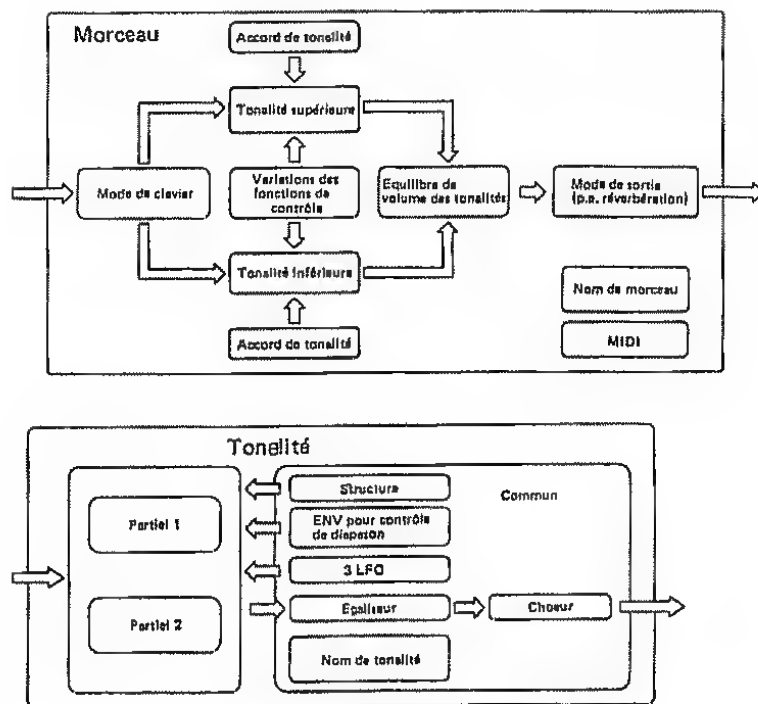 Morceau
Accord de tonalité
Tonalité supérieure
Mode de clavier
Variations des
fonctions de
contrôle
Equilibre de
volume des tonalités
Mode de sortie
(p.e. réverbération)
Tonalité inférieure
Nom de morceau
Accord de tonalité
MIDI
Tonalité
Partiel 1
Partiel 2
Structure
Commun
ENV pour contrôle
de diapason
3 LFO
Egaliseur
Choeur
Nom de tonalité